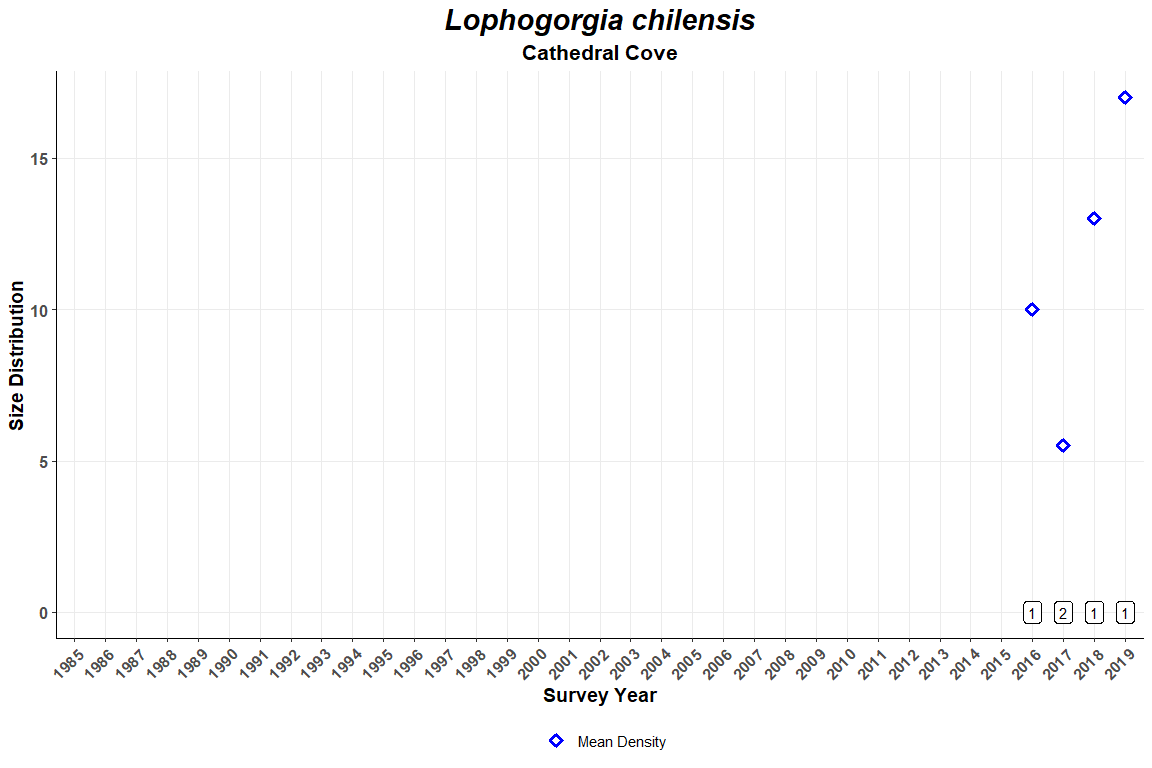 Lophogorgia chilensis
Cathedral Cove
Size Distribution
15
10
5
0
1 2 1 1
1985 1986 1987 1988 1989 1990 1991 1992 1993 1994 1995 1996 1997 1998 1999 2000 2001 2002 2003 2004 2005 2006 2007 2008 2009 2010 2011 2012 2013 2014 2015 2016 2017 2018 2019
Survey Year
Mean Density